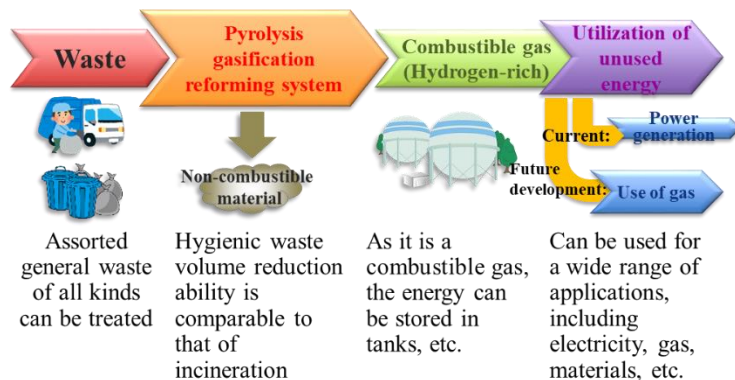 Waste
Pyrolysis
gasification
reforming system
Combustible gas
(Hydrogen-rich)
Utilization of
unused
energy
Non-combustible
material
Current:
Power
generation
Future
development:
Use of gas
Assorted
general waste
of all kinds
can be treated
Hygienic waste
volume reduction
ability is
comparable to
that of
incineration
As it is a
combustible gas,
the energy can
be stored in
tanks, etc.
Can be used for
a wide range of
applications,
including
electricity, gas,
materials, etc.